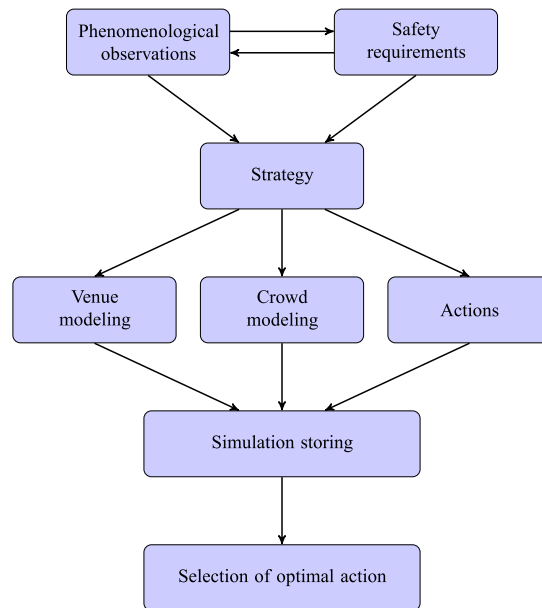 Phenomenological
observations
Safety
requirements
Strategy
Venue
modeling
Crowd
modeling
Actions
Simulation storing
Selection of optimal action